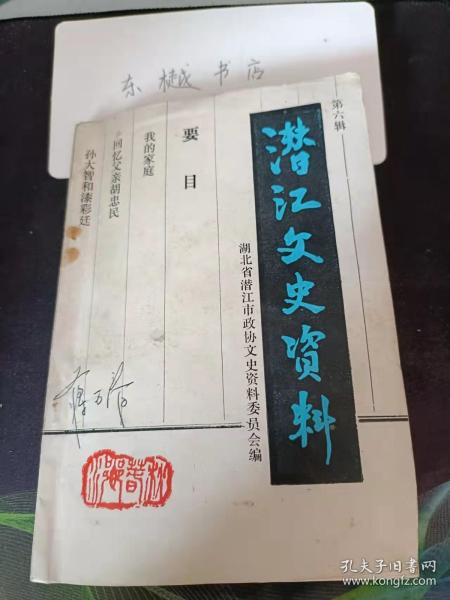 东樾书店
第六辑
潜江文史资料
湖北省潜江市政协文史资料委员会编
要目
我的家庭
回忆父亲胡忠民
孙大智和漆彩廷
孔夫子旧书网
www.kongfz.com